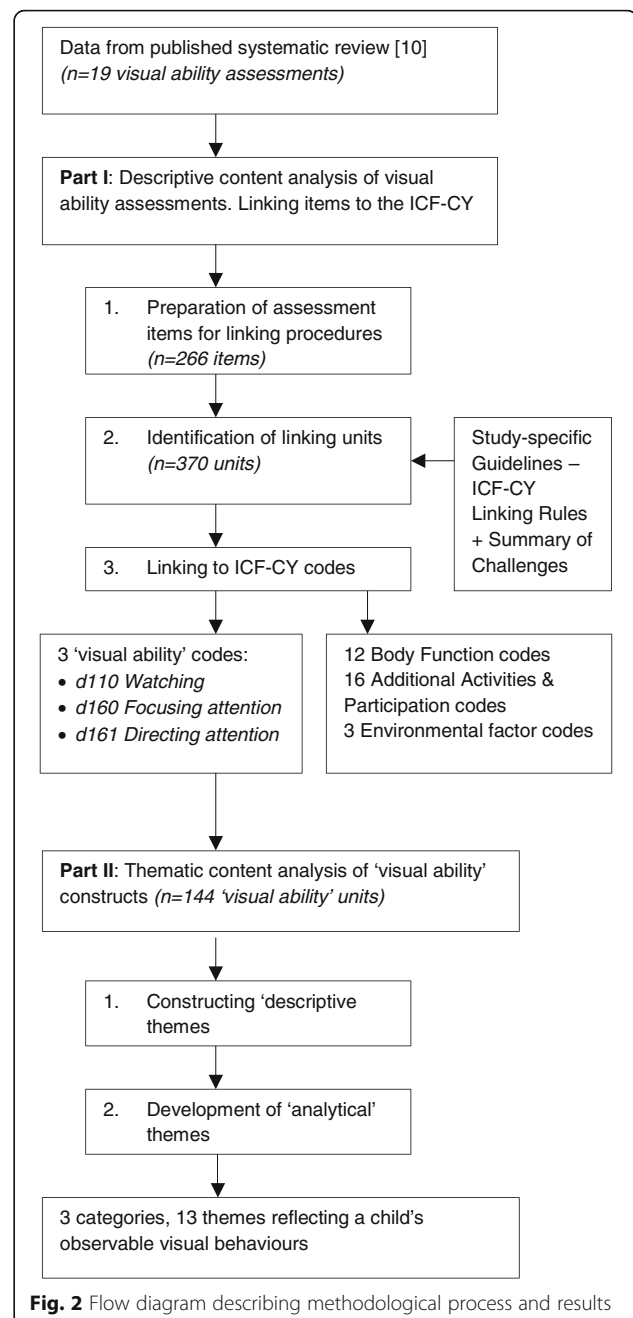 Data from published systematic review [10]
(n=19 visual ability assessments)
Part I: Descriptive content analysis of visual
ability assessments. Linking items to the ICF-CY
1. Preparation of assessment
items for linking procedures
(n=266 items)
2. Identification of linking units
(n=370 units)
Study-specific
Guidelines –
ICF-CY
Linking Rules
+ Summary of
Challenges
3. Linking to ICF-CY codes
3 'visual ability' codes:
• d110 Watching
• d160 Focusing attention
• d161 Directing attention
12 Body Function codes
16 Additional Activities &
Participation codes
3 Environmental factor codes
Part II: Thematic content analysis of 'visual ability'
constructs (n=144 'visual ability' units)
1. Constructing 'descriptive
themes
2. Development of 'analytical'
themes
3 categories, 13 themes reflecting a child's
observable visual behaviours
Fig. 2 Flow diagram describing methodological process and results